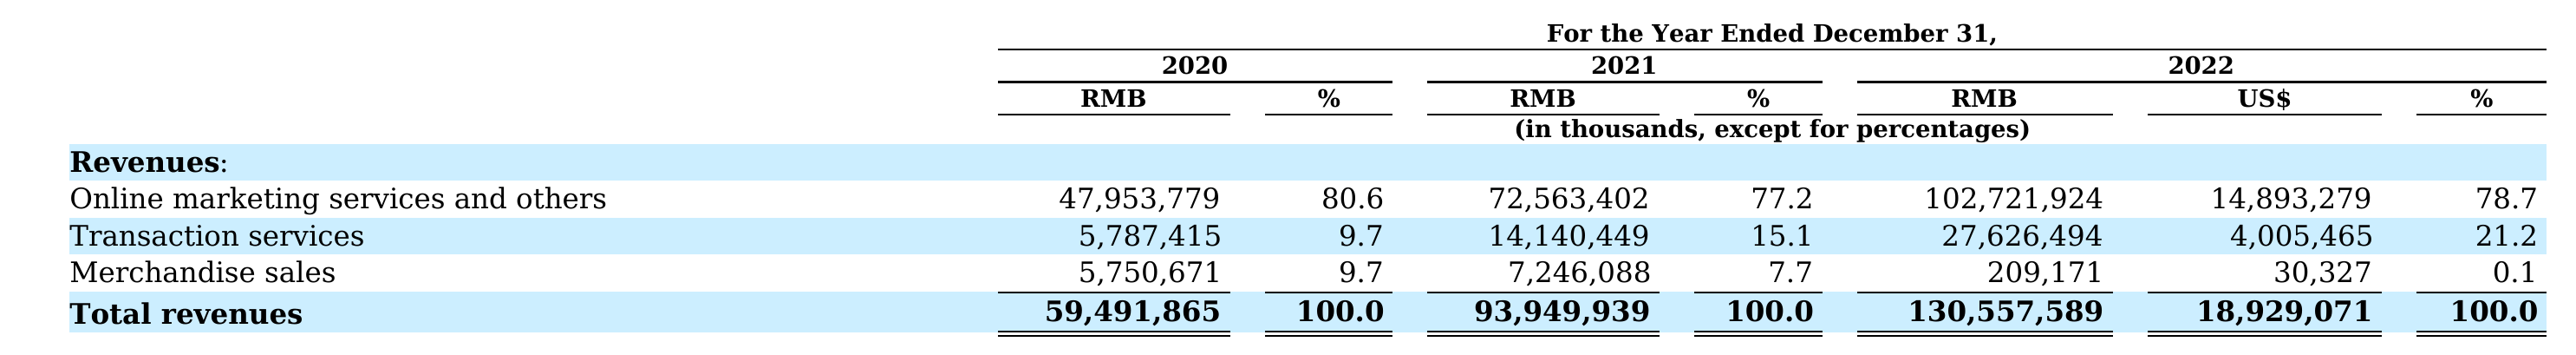 For the Year Ended December 31,
2020 2021 2022
RMB % RMB % RMB US$ %
(in thousands, except for percentages)
Revenues:
Online marketing services and others 47,953,779 80.6 72,563,402 77.2 102,721,924 14,893,279 78.7
Transaction services 5,787,415 9.7 14,140,449 15.1 27,626,494 4,005,465 21.2
Merchandise sales 5,750,671 9.7 7,246,088 7.7 209,171 30,327 0.1
Total revenues 59,491,865 100.0 93,949,939 100.0 130,557,589 18,929,071 100.0